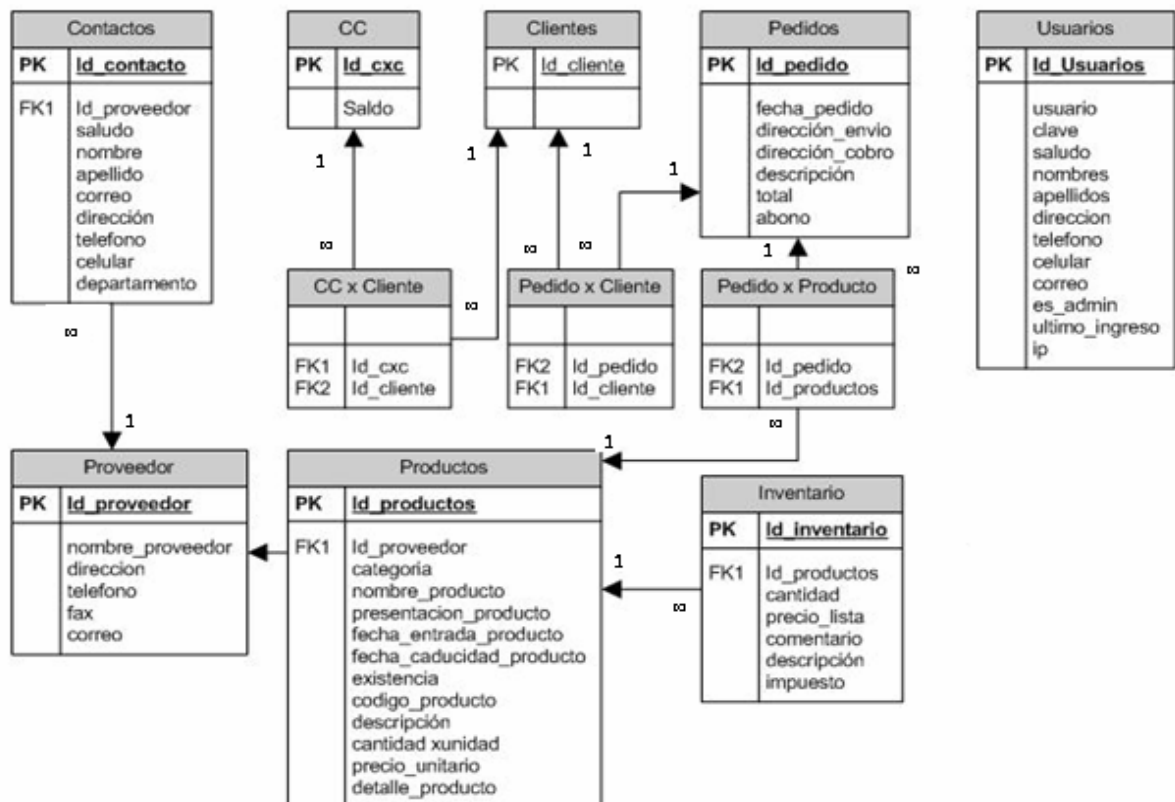 Contactos
PK Id_contacto
FK1 Id_proveedor
saludo
nombre
apellido
correo
dirección
telefono
celular
departamento
CC
PK Id_cxc
Saldo
Clientes
PK Id_cliente
Pedidos
PK Id_pedido
fecha_pedido
dirección_envio
dirección_cobro
descripción
total
abono
Usuarios
PK Id_Usuarios
usuario
clave
saludo
nombres
apellidos
direccion
telefono
celular
correo
es_admin
ultimo_ingreso
ip
1
1
1
1
1
∞
∞
∞
∞
∞
CC x Cliente
FK1 Id_cxc
FK2 Id_cliente
Pedido x Cliente
FK2 Id_pedido
FK1 Id_cliente
Pedido x Producto
FK2 Id_pedido
FK1 Id_productos
∞
1
∞
1
Proveedor
PK Id_proveedor
nombre_proveedor
direccion
telefono
fax
correo
Productos
PK Id_productos
FK1 Id_proveedor
categoria
nombre_producto
presentacion_producto
fecha_entrada_producto
fecha_caducidad_producto
existencia
codigo_producto
descripción
cantidad xunidad
precio_unitario
detalle_producto
1
∞
Inventario
PK Id_inventario
FK1 Id_productos
cantidad
precio_lista
comentario
descripción
impuesto